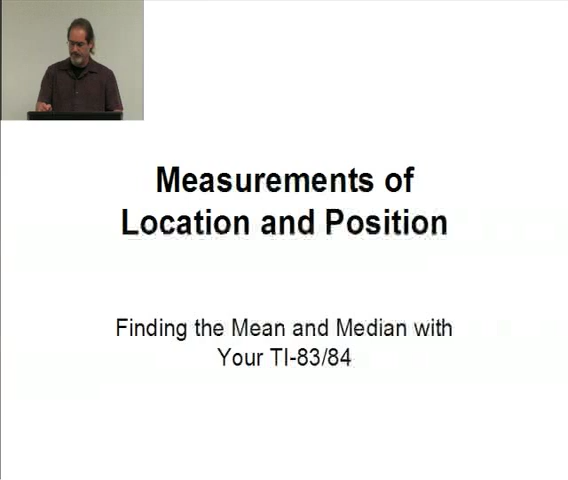 Measurements of
Location and Position
Finding the Mean and Median with
Your TI-83/84